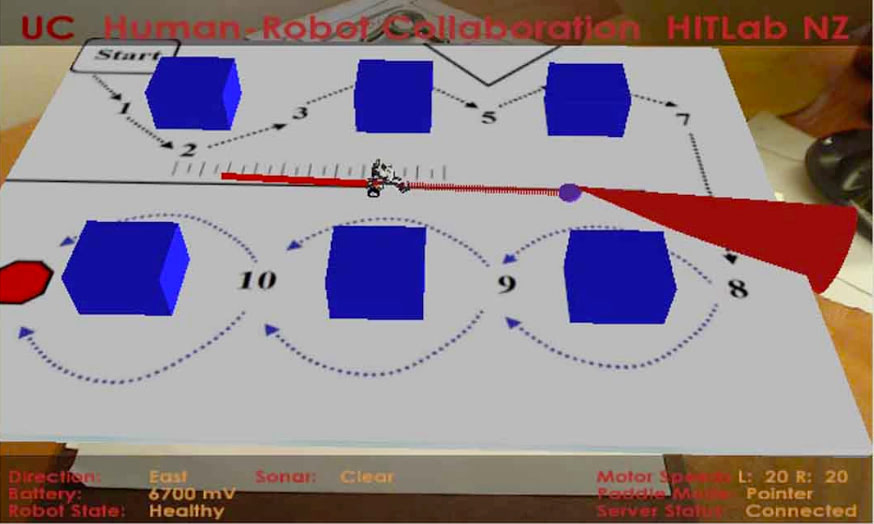 UC Human-Robot Collaboration HITLab NZ
Start
1
2
3
5
7
10
9
8
Direction: East Sonar: Clear Motor Speeds L: 20 R: 20
Battery: 6700 mV Paddle Mode: Pointer
Robot State: Healthy Server Status: Connected